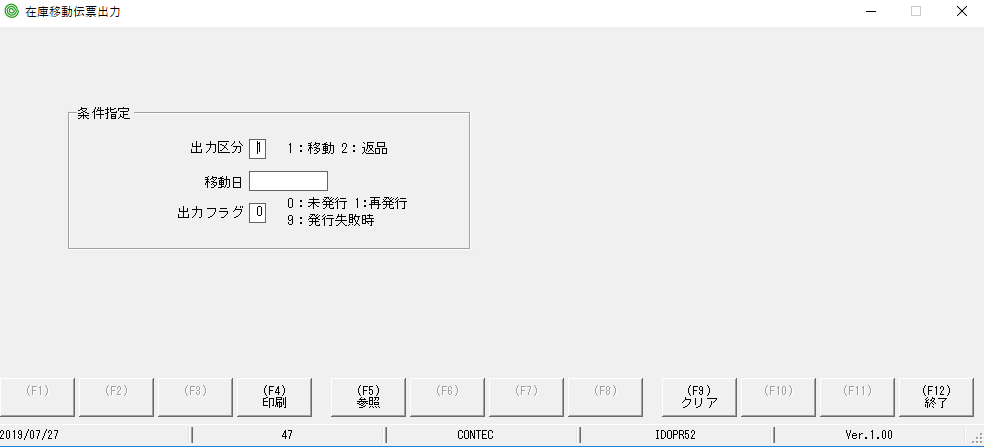 在庫移動伝票出力
条件指定
出力区分 1 1：移動 2：返品
移動日
出力フラグ 0 0：未発行 1:再発行
9：発行失敗時
(F1) (F2) (F3) (F4) (F5) (F6) (F7) (F8) (F9) (F10) (F11) (F12)
印刷 参照 クリア 終了
2019/07/27 47 CONTEC IDOPR52 Ver.1.00